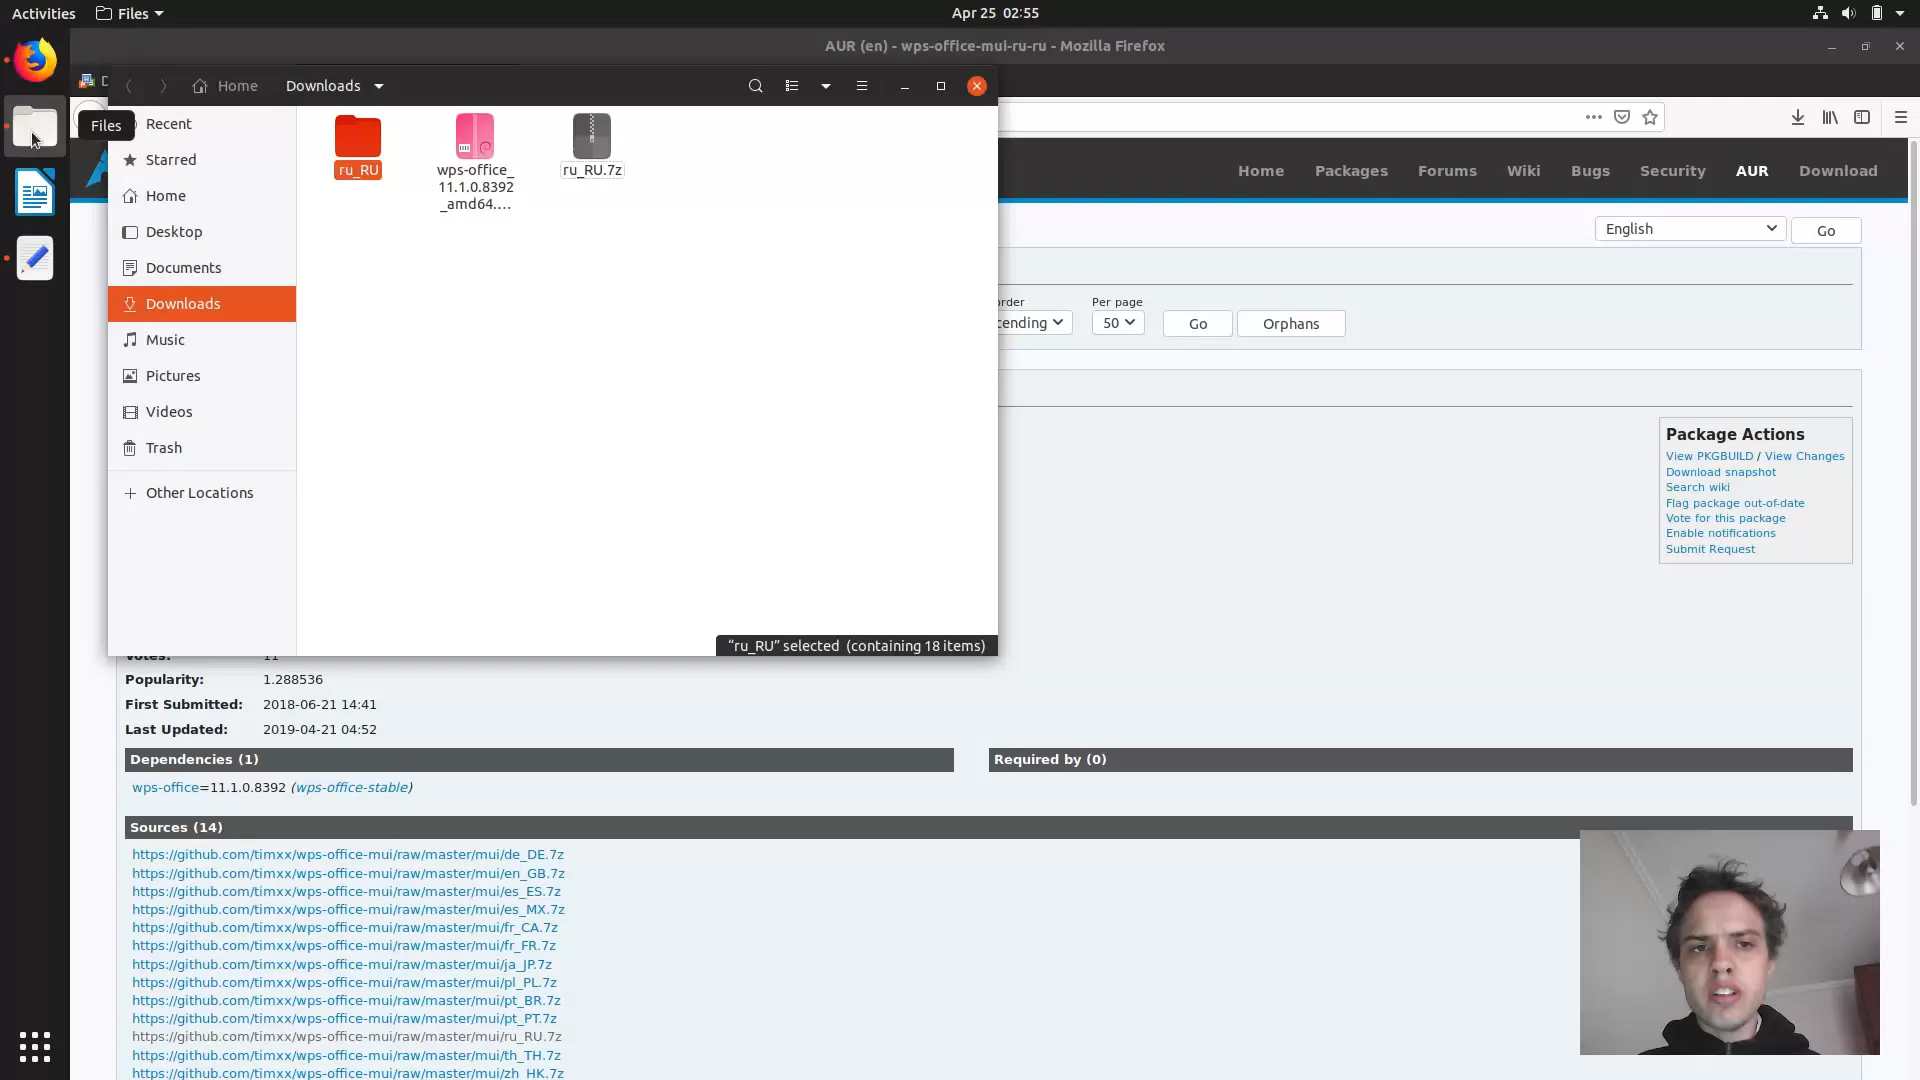 Activities
Files
Apr 25 02:55
AUR (en) - wps-office-mui-ru-ru - Mozilla Firefox
Home
Downloads
Files
Recent
Starred
Home
Desktop
Documents
Downloads
Music
Pictures
Videos
Trash
Other Locations
ru_RU
wps-office_
11.1.0.8392
_amd64.…
ru_RU.7z
"ru_RU" selected (containing 18 items)
Home
Packages
Forums
Wiki
Bugs
Security
AUR
Download
English
Go
Per page
50
Go
Orphans
Package Actions
View PKGBUILD / View Changes
Download snapshot
Search wiki
Flag package out-of-date
Vote for this package
Enable notifications
Submit Request
Votes: 11
Popularity: 1.288536
First Submitted: 2018-06-21 14:41
Last Updated: 2019-04-21 04:52
Dependencies (1)
Required by (0)
wps-office=11.1.0.8392 (wps-office-stable)
Sources (14)
https://github.com/timxx/wps-office-mui/raw/master/mui/de_DE.7z
https://github.com/timxx/wps-office-mui/raw/master/mui/en_GB.7z
https://github.com/timxx/wps-office-mui/raw/master/mui/es_ES.7z
https://github.com/timxx/wps-office-mui/raw/master/mui/es_MX.7z
https://github.com/timxx/wps-office-mui/raw/master/mui/fr_CA.7z
https://github.com/timxx/wps-office-mui/raw/master/mui/fr_FR.7z
https://github.com/timxx/wps-office-mui/raw/master/mui/ja_JP.7z
https://github.com/timxx/wps-office-mui/raw/master/mui/pl_PL.7z
https://github.com/timxx/wps-office-mui/raw/master/mui/pt_BR.7z
https://github.com/timxx/wps-office-mui/raw/master/mui/pt_PT.7z
https://github.com/timxx/wps-office-mui/raw/master/mui/ru_RU.7z
https://github.com/timxx/wps-office-mui/raw/master/mui/th_TH.7z
https://github.com/timxx/wps-office-mui/raw/master/mui/zh_HK.7z